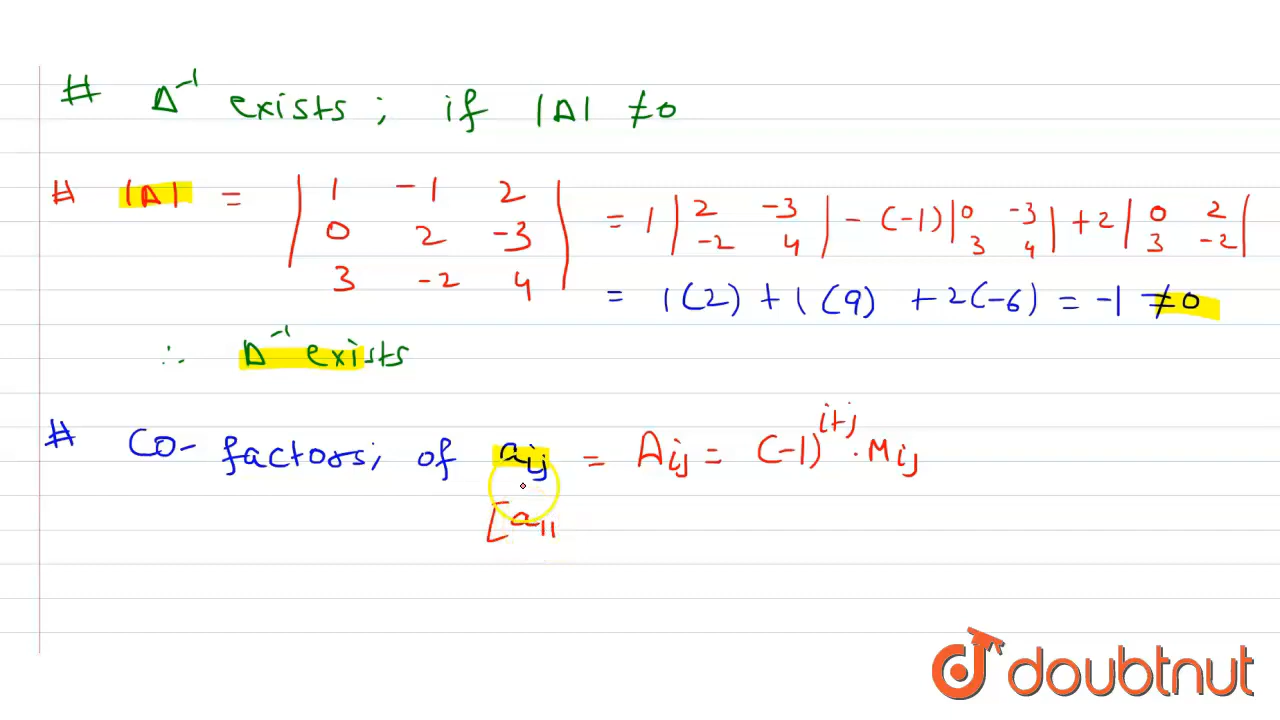 # A⁻¹ exists; if |A| ≠ 0
# |A| = | 1 -1 2 | = 1 | 2 -3 | - (-1) | 0 -3 | + 2 | 0 2 |
| 0 2 -3 | | -2 4 | | 3 4 | | 3 -2 |
| 3 -2 4 |
= 1(2) + 1(9) + 2(-6) = -1 ≠ 0
∴ A⁻¹ exists
# CO-factors; of aij = Aij = (-1)^(i+j) · Mij
[a11
doubtnut